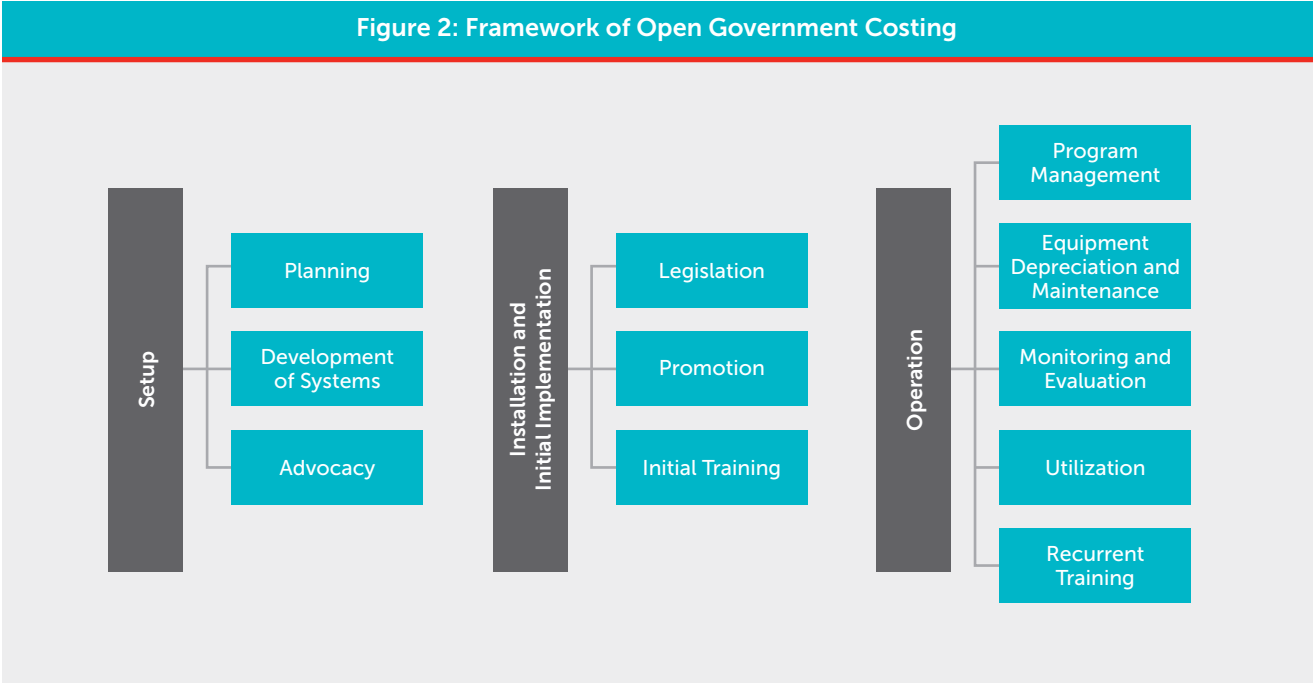 Figure 2: Framework of Open Government Costing
Setup
Planning
Development
of Systems
Advocacy
Installation and
Initial Implementation
Legislation
Promotion
Initial Training
Operation
Program
Management
Equipment
Depreciation and
Maintenance
Monitoring and
Evaluation
Utilization
Recurrent
Training